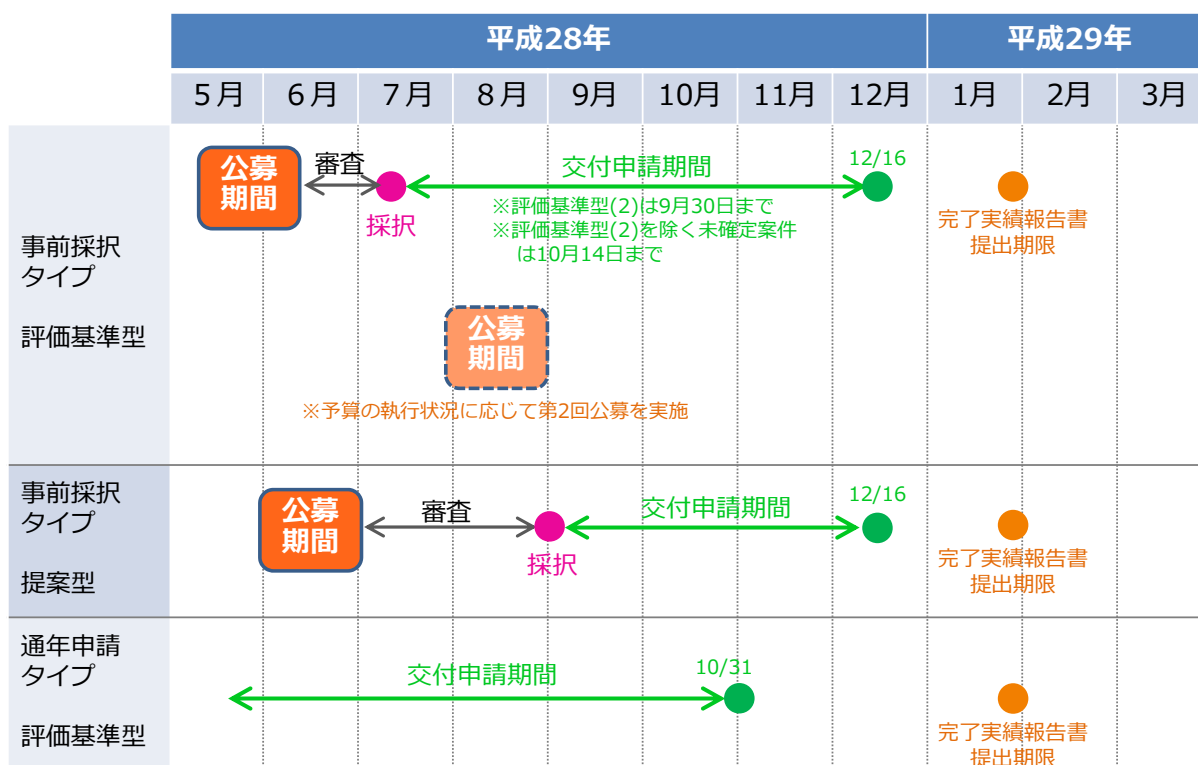 平成28年
平成29年
5月
6月
7月
8月
9月
10月
11月
12月
1月
2月
3月
事前採択
タイプ
評価基準型
公募
期間
審査
採択
交付申請期間
※評価基準型(2)は9月30日まで
※評価基準型(2)を除く未確定案件
は10月14日まで
12/16
完了実績報告書
提出期限
公募
期間
※予算の執行状況に応じて第2回公募を実施
事前採択
タイプ
提案型
公募
期間
審査
採択
交付申請期間
12/16
完了実績報告書
提出期限
通年申請
タイプ
評価基準型
交付申請期間
10/31
完了実績報告書
提出期限